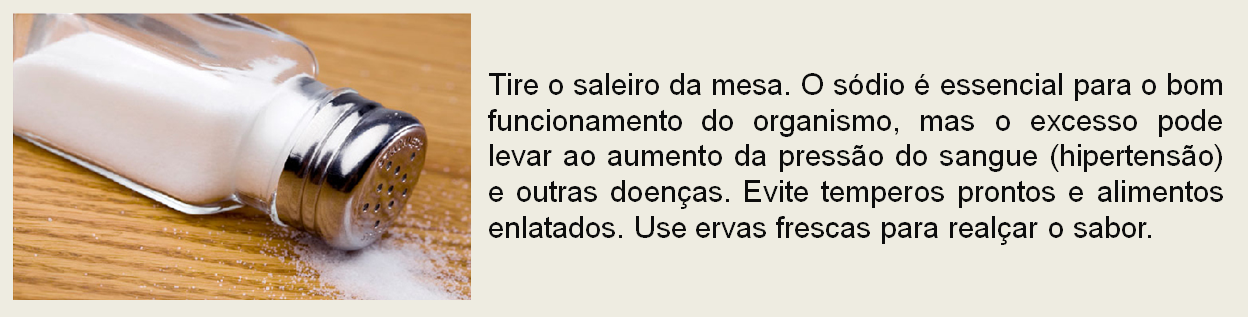 Tire o saleiro da mesa. O sódio é essencial para o bom
funcionamento do organismo, mas o excesso pode
levar ao aumento da pressão do sangue (hipertensão)
e outras doenças. Evite temperos prontos e alimentos
enlatados. Use ervas frescas para realçar o sabor.